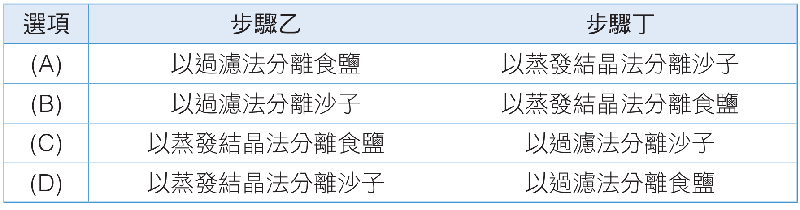 選項 步驟乙 步驟丁
(A) 以過濾法分離食鹽 以蒸發結晶法分離沙子
(B) 以過濾法分離沙子 以蒸發結晶法分離食鹽
(C) 以蒸發結晶法分離食鹽 以過濾法分離沙子
(D) 以蒸發結晶法分離沙子 以過濾法分離食鹽